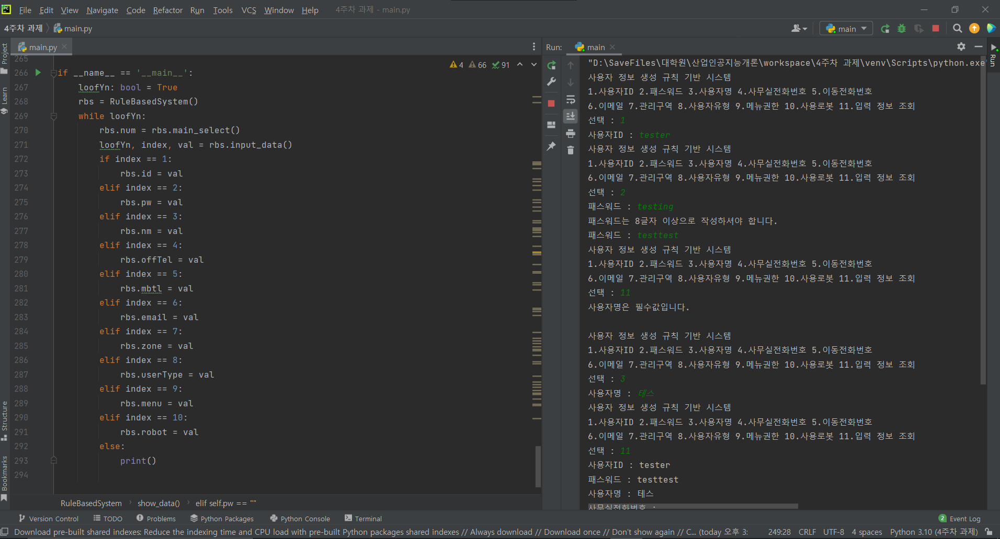 File Edit View Navigate Code Refactor Run Tools VCS Window Help 4주차 과제 - main.py
4주차 과제 main.py
main
Project
Learn
Structure
Bookmarks
main.py
4 66 91
265
266 if __name__ == '__main__':
267 loofYn: bool = True
268 rbs = RuleBasedSystem()
269 while loofYn:
270 rbs.num = rbs.main_select()
271 loofYn, index, val = rbs.input_data()
272 if index == 1:
273 rbs.id = val
274 elif index == 2:
275 rbs.pw = val
276 elif index == 3:
277 rbs.nm = val
278 elif index == 4:
279 rbs.offTel = val
280 elif index == 5:
281 rbs.mbtl = val
282 elif index == 6:
283 rbs.email = val
284 elif index == 7:
285 rbs.zone = val
286 elif index == 8:
287 rbs.userType = val
288 elif index == 9:
289 rbs.menu = val
290 elif index == 10:
291 rbs.robot = val
292 else:
293 print()
294
RuleBasedSystem show_data() elif self.pw == ""
Run: main
Run
"D:\SaveFiles\대학원\산업인공지능개론\workspace\4주차 과제\venv\Scripts\python.exe"
사용자 정보 생성 규칙 기반 시스템
1.사용자ID 2.패스워드 3.사용자명 4.사무실전화번호 5.이동전화번호
6.이메일 7.관리구역 8.사용자유형 9.메뉴권한 10.사용로봇 11.입력 정보 조회
선택 : 1
사용자ID : tester
사용자 정보 생성 규칙 기반 시스템
1.사용자ID 2.패스워드 3.사용자명 4.사무실전화번호 5.이동전화번호
6.이메일 7.관리구역 8.사용자유형 9.메뉴권한 10.사용로봇 11.입력 정보 조회
선택 : 2
패스워드 : testing
패스워드는 8글자 이상으로 작성하셔야 합니다.
패스워드 : testtest
사용자 정보 생성 규칙 기반 시스템
1.사용자ID 2.패스워드 3.사용자명 4.사무실전화번호 5.이동전화번호
6.이메일 7.관리구역 8.사용자유형 9.메뉴권한 10.사용로봇 11.입력 정보 조회
선택 : 11
사용자명은 필수값입니다.
사용자 정보 생성 규칙 기반 시스템
1.사용자ID 2.패스워드 3.사용자명 4.사무실전화번호 5.이동전화번호
6.이메일 7.관리구역 8.사용자유형 9.메뉴권한 10.사용로봇 11.입력 정보 조회
선택 : 3
사용자명 : 테스
사용자 정보 생성 규칙 기반 시스템
1.사용자ID 2.패스워드 3.사용자명 4.사무실전화번호 5.이동전화번호
6.이메일 7.관리구역 8.사용자유형 9.메뉴권한 10.사용로봇 11.입력 정보 조회
선택 : 11
사용자ID : tester
패스워드 : testtest
사용자명 : 테스
사무실전화번호 :
Version Control TODO Problems Python Packages Python Console Terminal 2 Event Log
Download pre-built shared indexes: Reduce the indexing time and CPU load with pre-built Python packages shared indexes // Always download // Download once // Don't show again // C... (today 오후 3: 249:28 CRLF UTF-8 4 spaces Python 3.10 (4주차 과제)